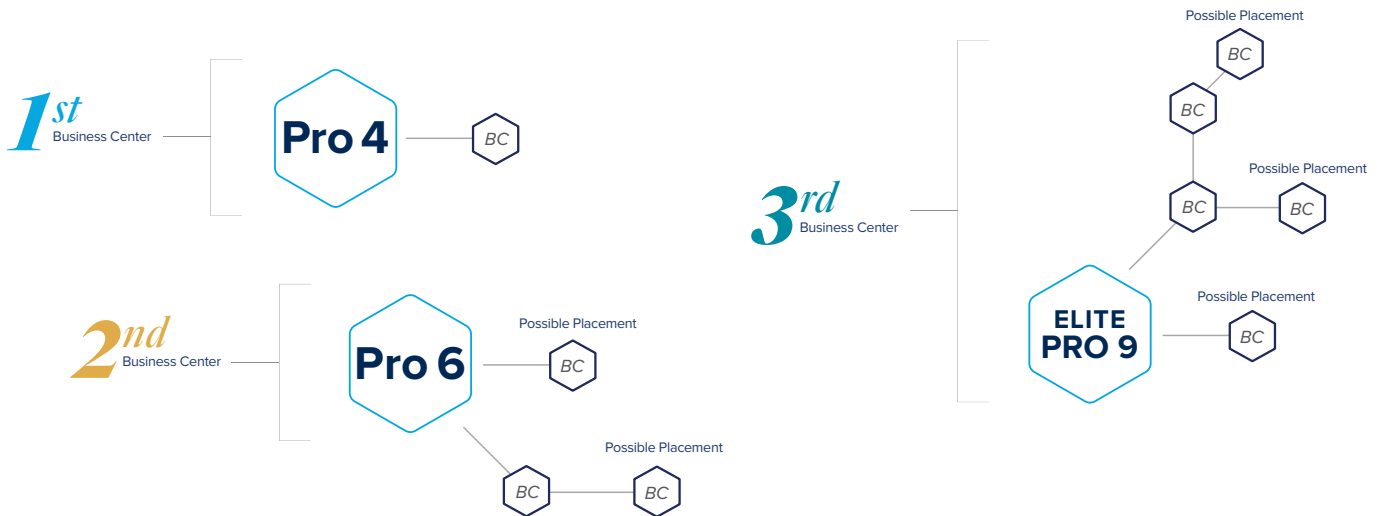 1st
Business Center
Pro 4
BC
2nd
Business Center
Pro 6
Possible Placement
BC
BC
Possible Placement
BC
3rd
Business Center
Possible Placement
BC
BC
BC
Possible Placement
BC
ELITE
PRO 9
Possible Placement
BC